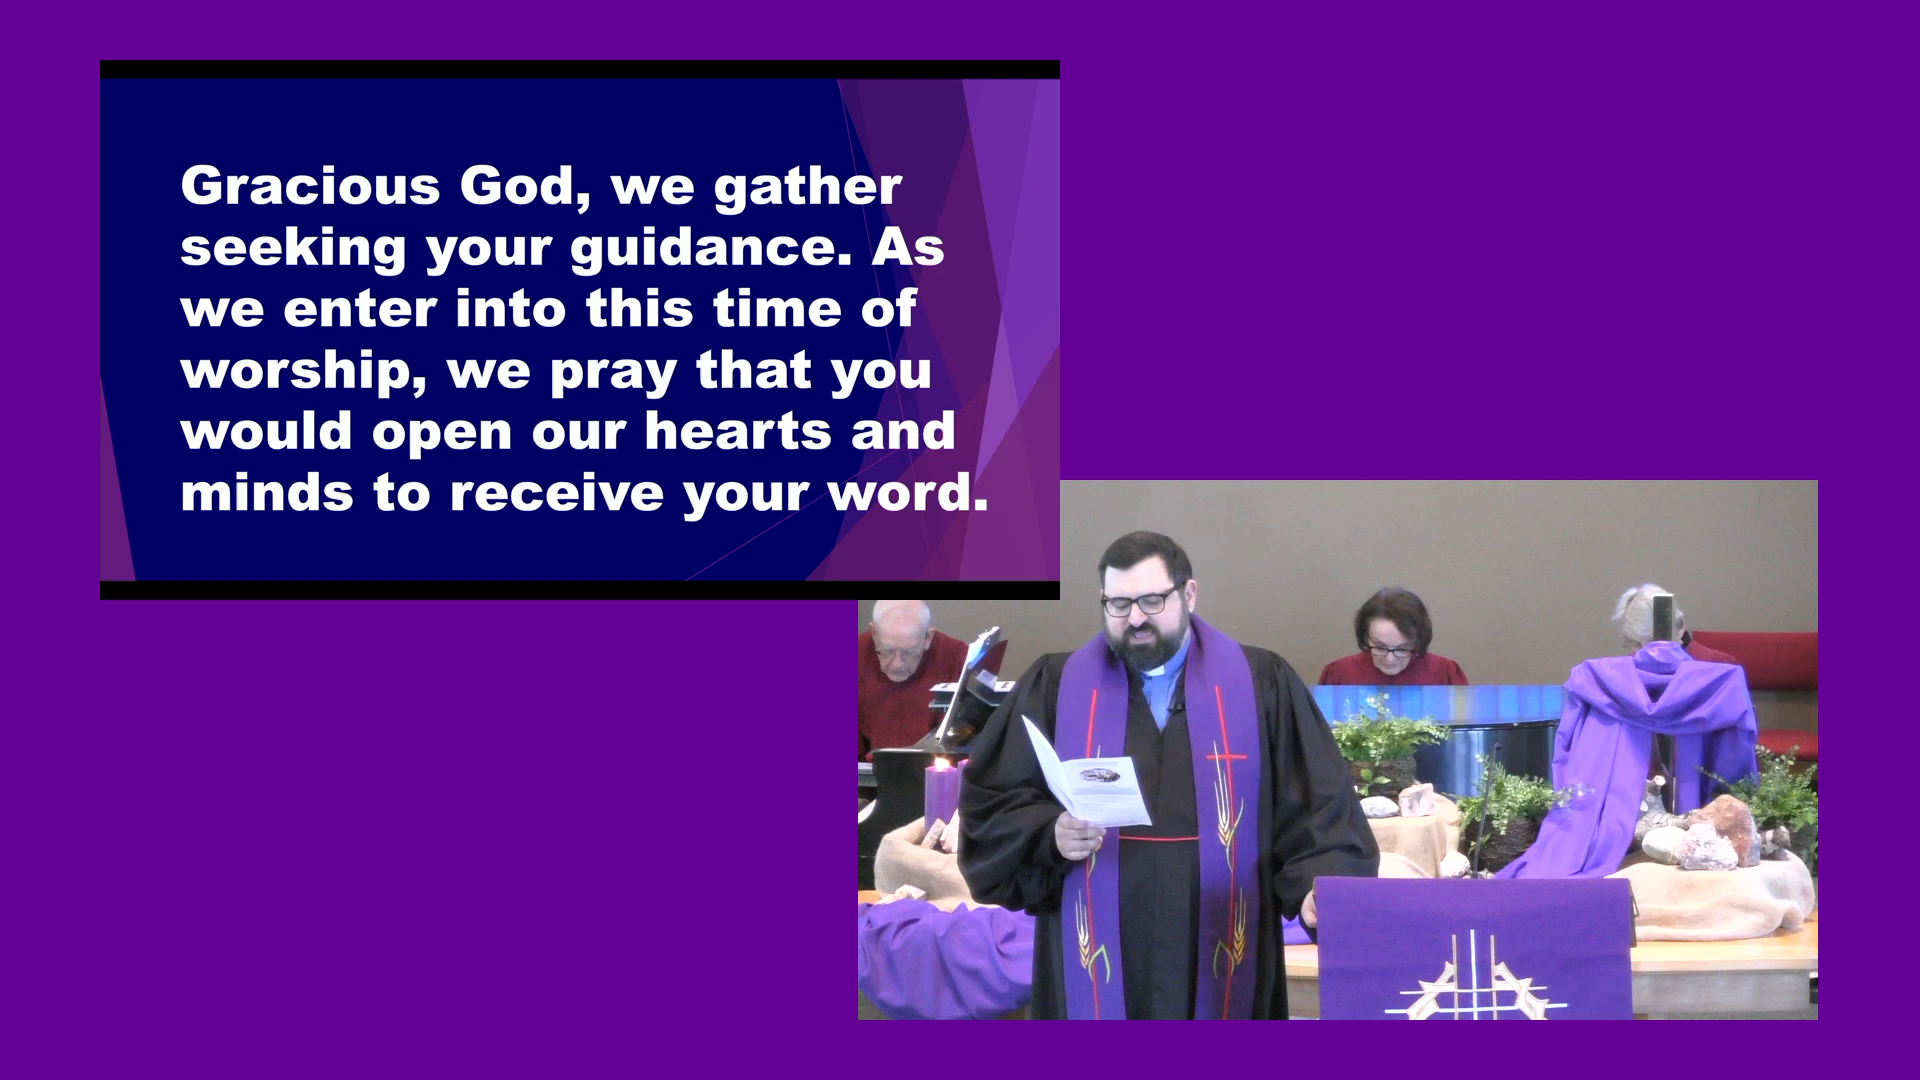 Gracious God, we gather
seeking your guidance. As
we enter into this time of
worship, we pray that you
would open our hearts and
minds to receive your word.